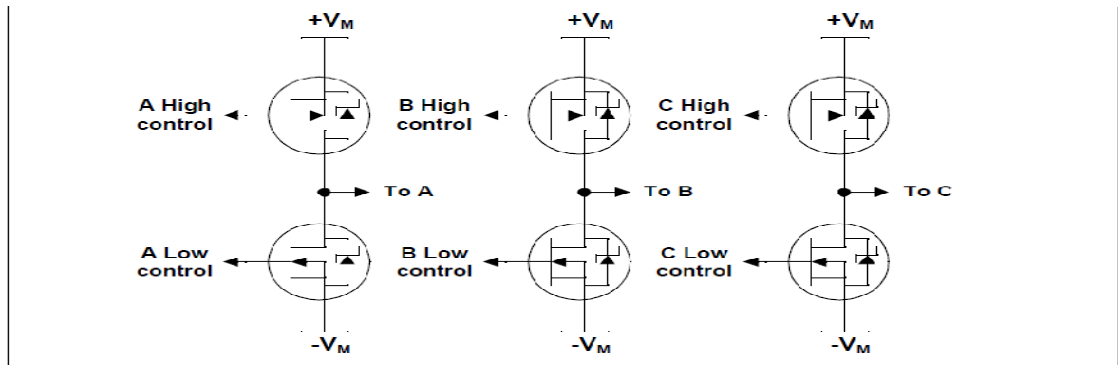 +VM +VM +VM
A High control B High control C High control
To A To B To C
A Low control B Low control C Low control
-VM -VM -VM